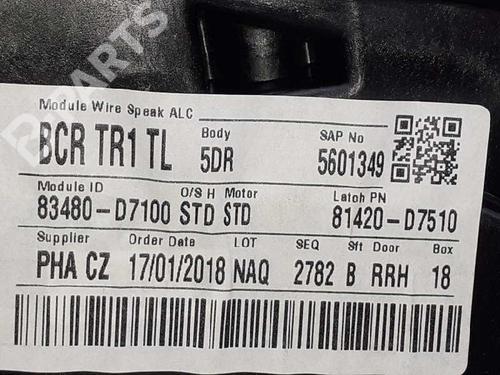 B-PARTS
Module Wire Speak ALC Body SAP No
BCR TR1 TL 5DR 5601349
Module ID O/S H Motor Latch PN
83480-D7100 STD STD 81420-D7510
Supplier Order Date LOT SEQ Sft Door Box
PHA CZ 17/01/2018 NAQ 2782 B RRH 18